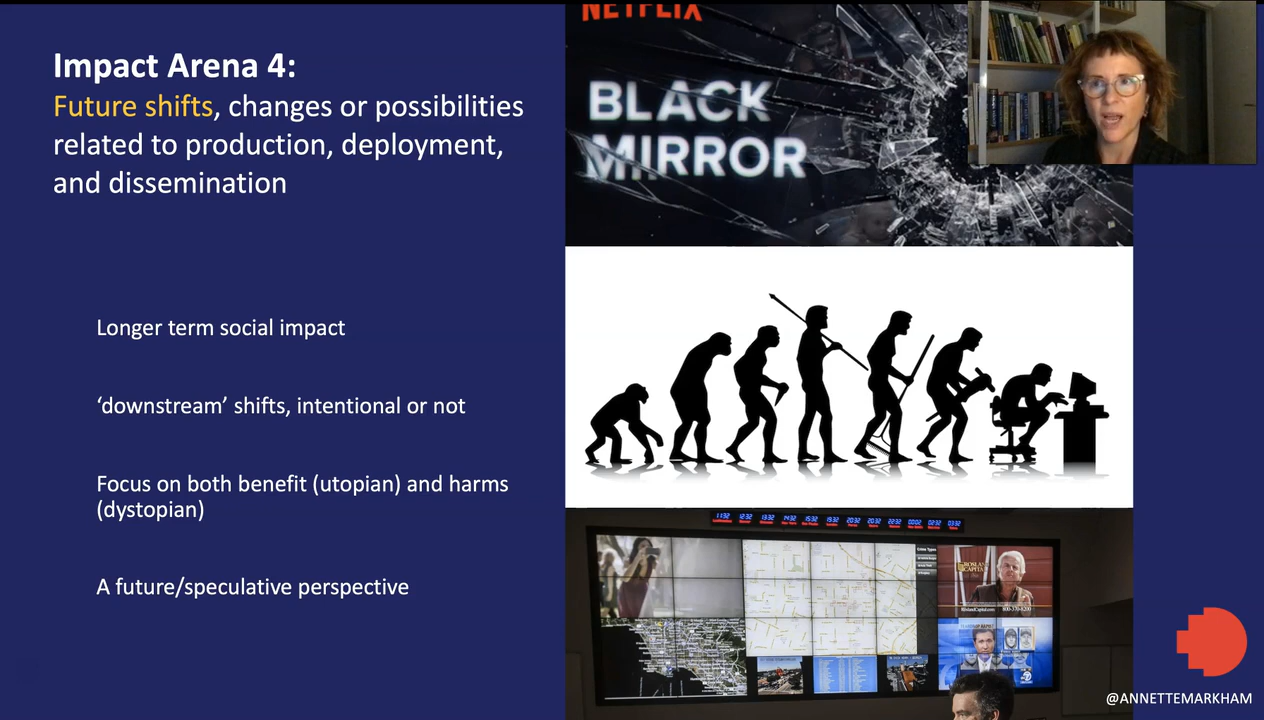 Impact Arena 4:
Future shifts, changes or possibilities
related to production, deployment,
and dissemination
Longer term social impact
‘downstream’ shifts, intentional or not
Focus on both benefit (utopian) and harms
(dystopian)
A future/speculative perspective
NETFLIX
BLACK
MIRROR
@ANNETTEMARKHAM